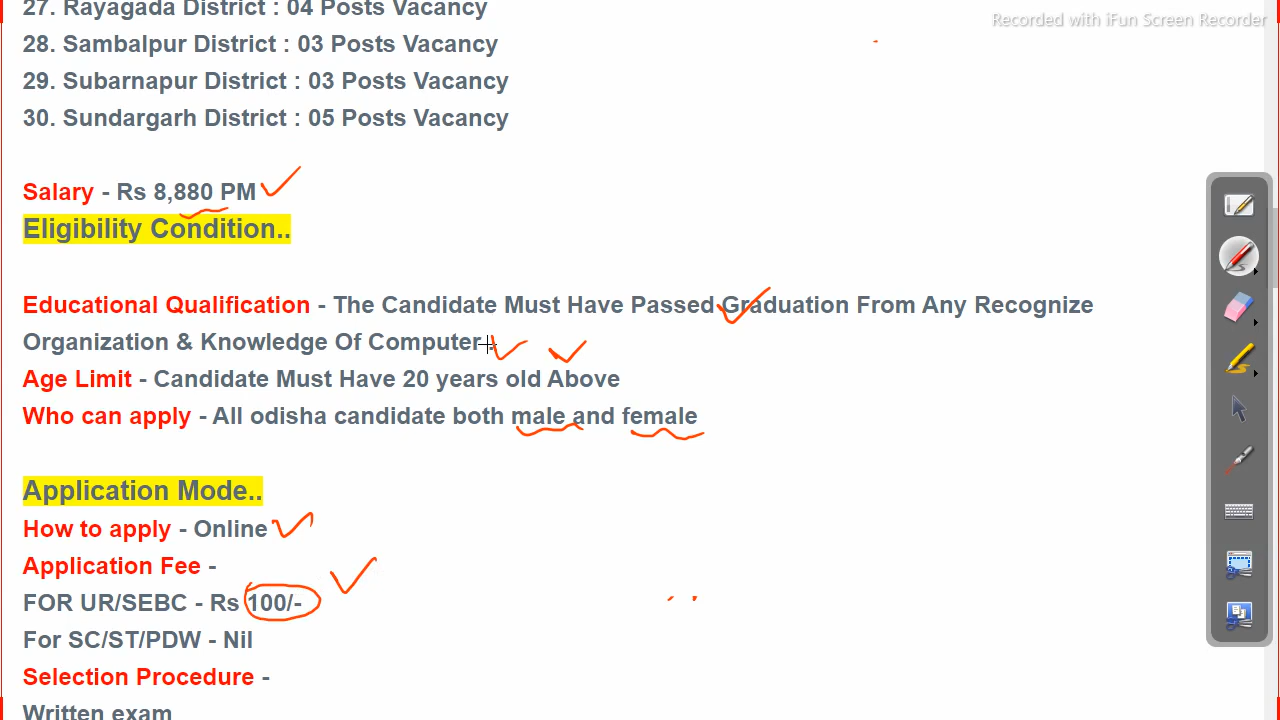 27. Rayagada District : 04 Posts Vacancy
Recorded with iFun Screen Recorder
28. Sambalpur District : 03 Posts Vacancy
29. Subarnapur District : 03 Posts Vacancy
30. Sundargarh District : 05 Posts Vacancy
Salary - Rs 8,880 PM
Eligibility Condition..
Educational Qualification - The Candidate Must Have Passed Graduation From Any Recognize
Organization & Knowledge Of Computer .
Age Limit - Candidate Must Have 20 years old Above
Who can apply - All odisha candidate both male and female
Application Mode..
How to apply - Online
Application Fee -
FOR UR/SEBC - Rs 100/-
For SC/ST/PDW - Nil
Selection Procedure -
Written exam